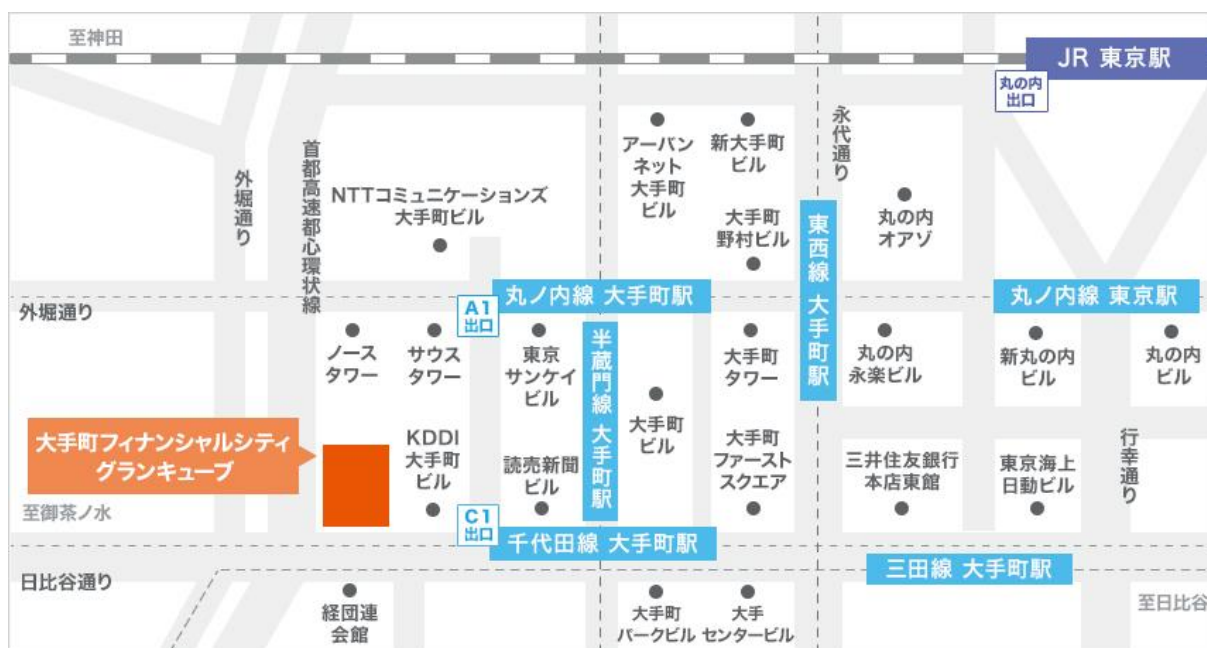 至神田
JR 東京駅
丸の内
出口
アーバン
ネット
大手町
ビル
新大手町
ビル
永代通り
首都高速都心環状線
外堀通り
NTTコミュニケーションズ
大手町ビル
大手町
野村ビル
東西線 大手町駅
丸の内
オアゾ
外堀通り
A1
出口
丸ノ内線 大手町駅
丸ノ内線 東京駅
ノース
タワー
サウス
タワー
東京
サンケイ
ビル
半蔵門線 大手町駅
大手町
ビル
大手町
タワー
丸の内
永楽ビル
新丸の内
ビル
丸の内
ビル
大手町フィナンシャルシティ
グランキューブ
KDDI
大手町
ビル
読売新聞
ビル
大手町
ファースト
スクエア
三井住友銀行
本店東館
東京海上
日動ビル
行幸通り
至御茶ノ水
C1
出口
千代田線 大手町駅
三田線 大手町駅
日比谷通り
経団連
会館
大手町
パークビル
大手
センタービル
至日比谷